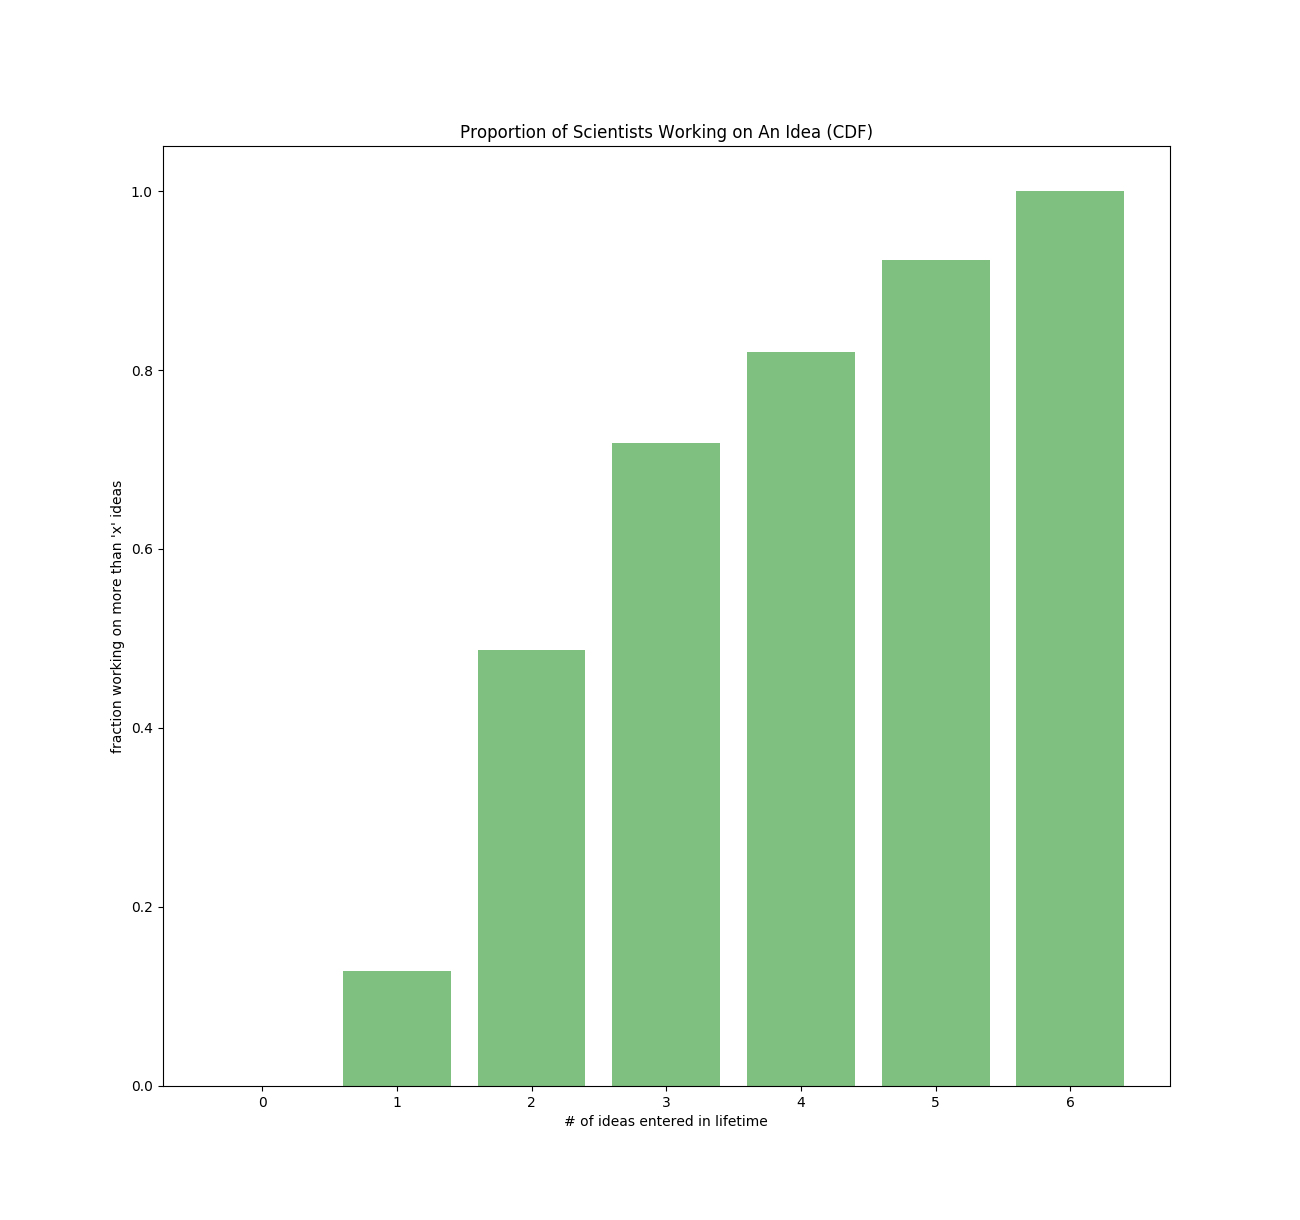 Proportion of Scientists Working on An Idea (CDF)
1.0
0.8
0.6
0.4
0.2
0.0
fraction working on more than 'x' ideas
0 1 2 3 4 5 6
# of ideas entered in lifetime